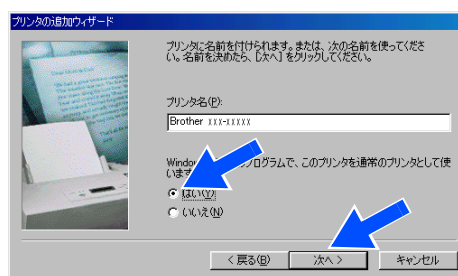 プリンタの追加ウィザード
プリンタに名前を付けられます。または、次の名前を使ってくださ
い。名前を決めたら、[次へ] をクリックしてください。
プリンタ名(P):
Brother xxx-xxxxx
Window プログラムで、このプリンタを通常のプリンタとして使
います
はい(Y)
いいえ(N)
< 戻る(B)
次へ >
キャンセル